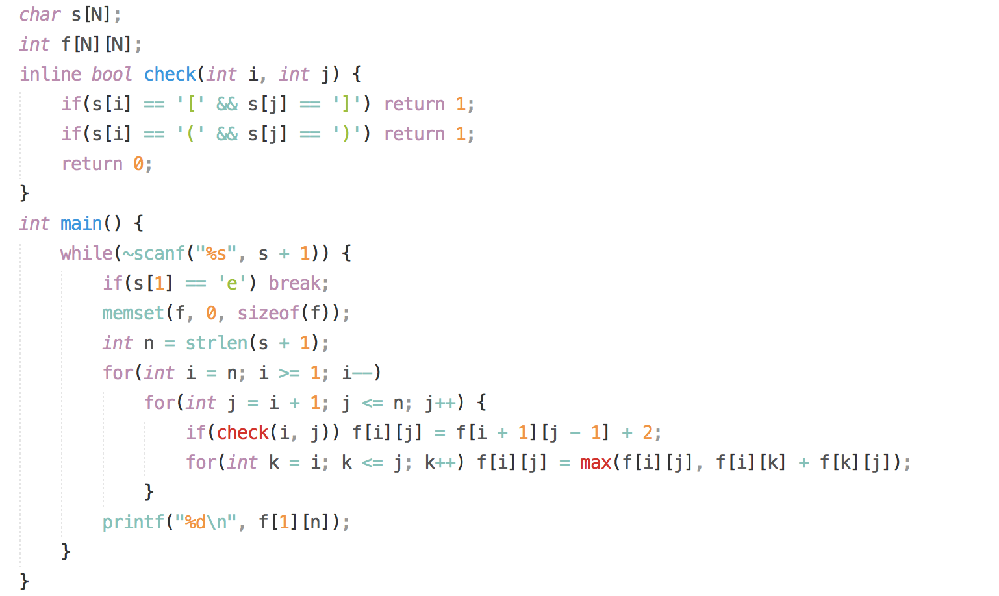 char s[N];
int f[N][N];
inline bool check(int i, int j) {
    if(s[i] == '[' && s[j] == ']') return 1;
    if(s[i] == '(' && s[j] == ')') return 1;
    return 0;
}
int main() {
    while(~scanf("%s", s + 1)) {
        if(s[1] == 'e') break;
        memset(f, 0, sizeof(f));
        int n = strlen(s + 1);
        for(int i = n; i >= 1; i--)
            for(int j = i + 1; j <= n; j++) {
                if(check(i, j)) f[i][j] = f[i + 1][j - 1] + 2;
                for(int k = i; k <= j; k++) f[i][j] = max(f[i][j], f[i][k] + f[k][j]);
            }
        printf("%d\n", f[1][n]);
    }
}